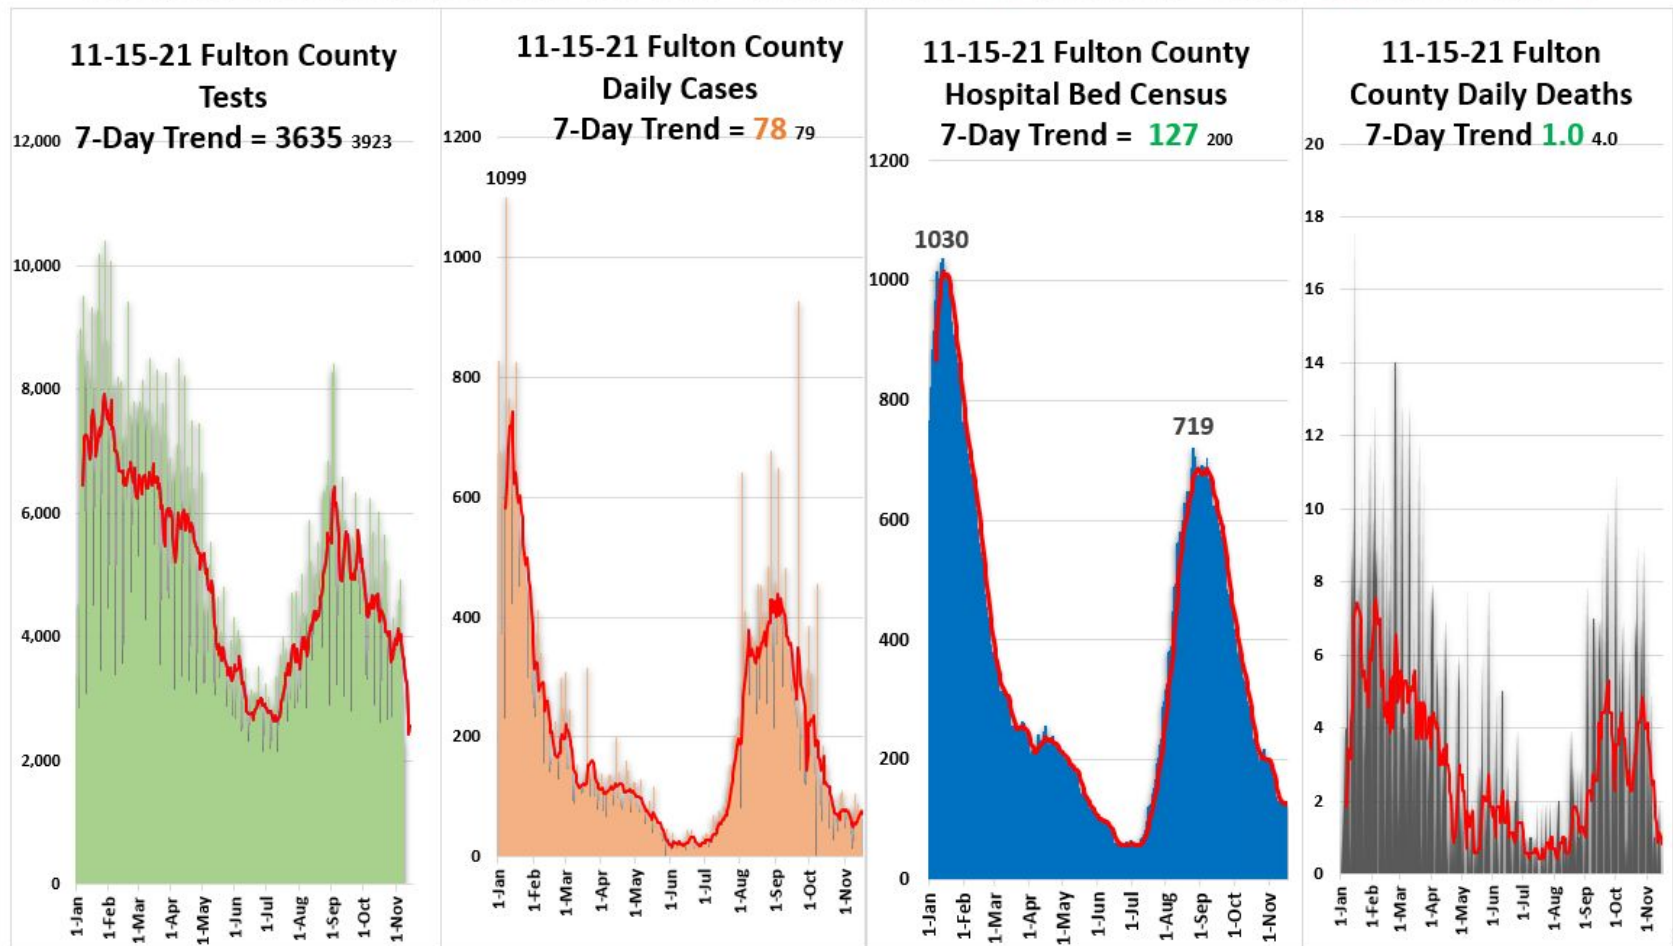 11-15-21 Fulton County
Tests
7-Day Trend = 3635 3923
12,000
10,000
8,000
6,000
4,000
2,000
0
1-Jan
1-Feb
1-Mar
1-Apr
1-May
1-Jun
1-Jul
1-Aug
1-Sep
1-Oct
1-Nov
11-15-21 Fulton County
Daily Cases
7-Day Trend = 78 79
1200
1099
1000
800
600
400
200
0
1-Jan
1-Feb
1-Mar
1-Apr
1-May
1-Jun
1-Jul
1-Aug
1-Sep
1-Oct
1-Nov
11-15-21 Fulton County
Hospital Bed Census
7-Day Trend = 127 200
1200
1030
1000
800
719
600
400
200
0
1-Jan
1-Feb
1-Mar
1-Apr
1-May
1-Jun
1-Jul
1-Aug
1-Sep
1-Oct
1-Nov
11-15-21 Fulton
County Daily Deaths
7-Day Trend 1.0 4.0
20
18
16
14
12
10
8
6
4
2
0
1-Jan
1-Feb
1-Mar
1-Apr
1-May
1-Jun
1-Jul
1-Aug
1-Sep
1-Oct
1-Nov